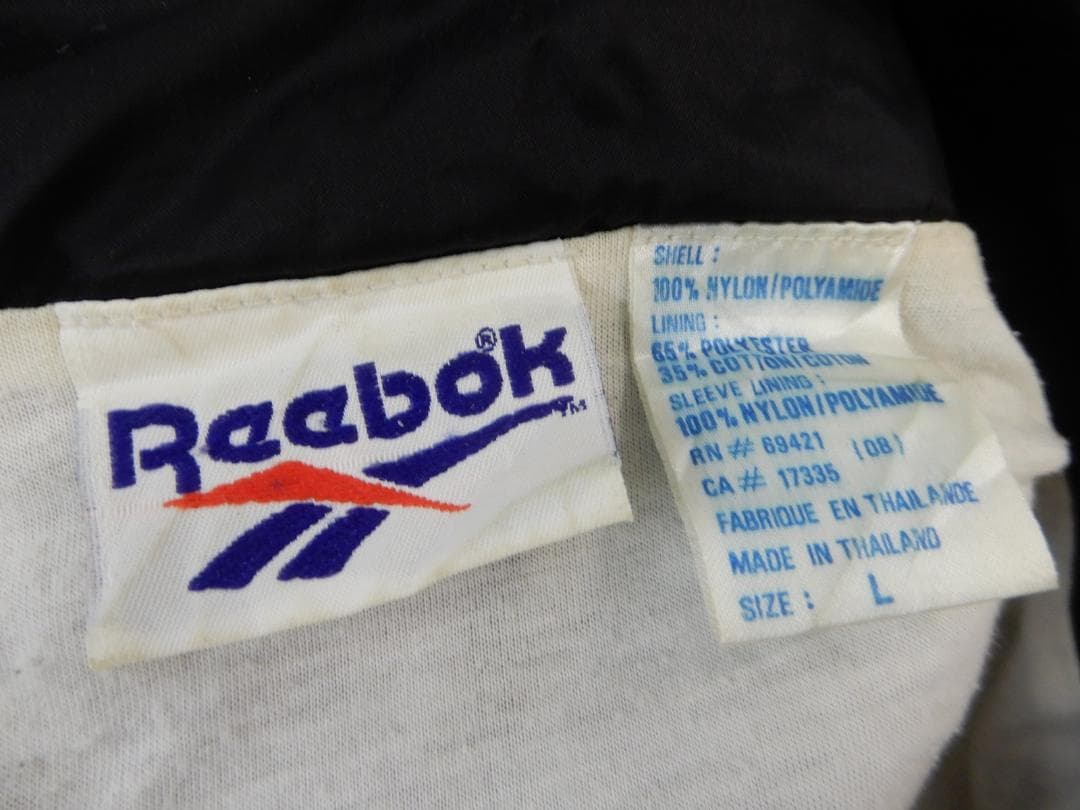 Reebok®
TM
SHELL :
100% NYLON/POLYAMIDE
LINING :
65% POLYESTER
35% COTTON/COTON
SLEEVE LINING :
100% NYLON/POLYAMIDE
RN # 69421 (08)
CA # 17335
FABRIQUE EN THAILANDE
MADE IN THAILAND
SIZE : L